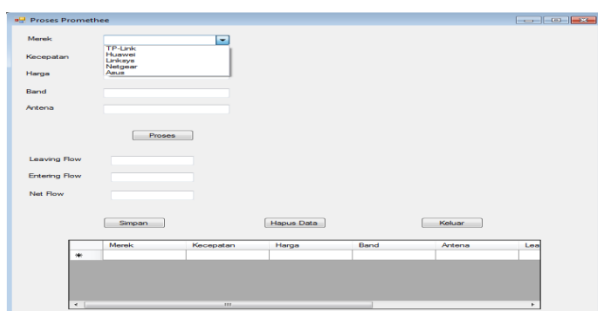 Proses Promethee
Merek
TP-Link
Huawei
Linksys
Netgear
Asus
Kecepatan
Harga
Band
Antena
Proses
Leaving Flow
Entering Flow
Net Flow
Simpan Hapus Data Keluar
Merek Kecepatan Harga Band Antena Lea